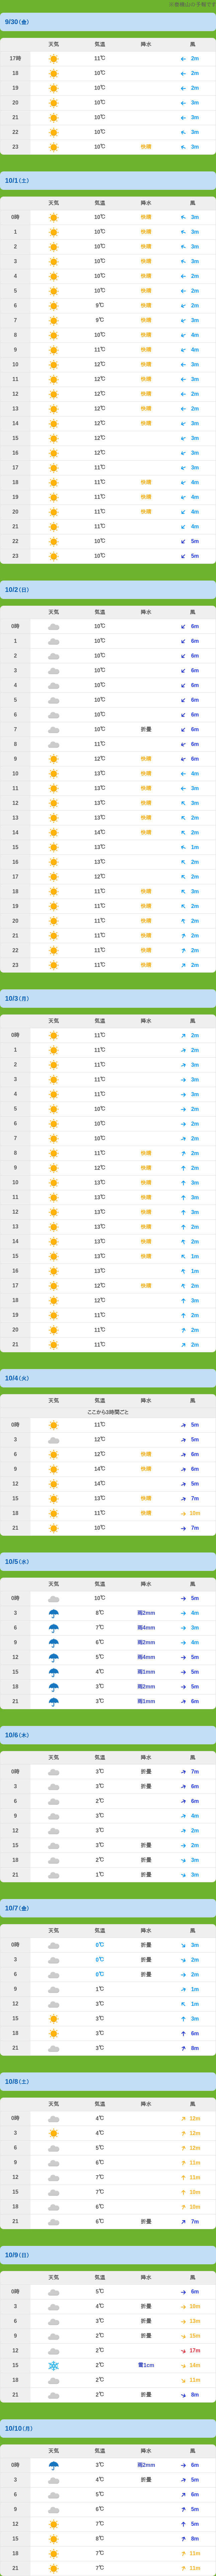 9/30 (金)
天気 気温 降水 風
17時 11℃ 2m
18 10℃ 2m
19 10℃ 2m
20 10℃ 3m
21 10℃ 3m
22 10℃ 3m
23 10℃ 快晴 3m
10/1 (土)
天気 気温 降水 風
0時 10℃ 快晴 3m
1 10℃ 快晴 3m
2 10℃ 快晴 3m
3 10℃ 快晴 3m
4 10℃ 快晴 2m
5 10℃ 快晴 2m
6 9℃ 快晴 2m
7 9℃ 快晴 3m
8 10℃ 快晴 4m
9 11℃ 快晴 4m
10 12℃ 快晴 3m
11 12℃ 快晴 3m
12 12℃ 快晴 2m
13 12℃ 快晴 2m
14 12℃ 快晴 3m
15 12℃ 3m
16 12℃ 3m
17 11℃ 3m
18 11℃ 快晴 4m
19 11℃ 快晴 4m
20 11℃ 快晴 4m
21 11℃ 4m
22 10℃ 5m
23 10℃ 5m
10/2 (日)
天気 気温 降水 風
0時 10℃ 6m
1 10℃ 6m
2 10℃ 6m
3 10℃ 6m
4 10℃ 6m
5 10℃ 6m
6 10℃ 6m
7 10℃ 折畳 6m
8 11℃ 6m
9 12℃ 快晴 6m
10 13℃ 快晴 4m
11 13℃ 快晴 3m
12 13℃ 快晴 3m
13 14℃ 快晴 2m
14 14℃ 快晴 2m
15 13℃ 1m
16 13℃ 2m
17 12℃ 2m
18 11℃ 快晴 3m
19 11℃ 快晴 2m
20 11℃ 快晴 2m
21 11℃ 快晴 2m
22 11℃ 快晴 2m
23 11℃ 快晴 2m
10/3 (月)
天気 気温 降水 風
0時 11℃ 2m
1 11℃ 2m
2 11℃ 3m
3 11℃ 3m
4 11℃ 3m
5 10℃ 2m
6 10℃ 2m
7 10℃ 2m
8 11℃ 快晴 2m
9 12℃ 快晴 2m
10 13℃ 快晴 3m
11 13℃ 快晴 3m
12 13℃ 快晴 3m
13 13℃ 快晴 2m
14 13℃ 快晴 2m
15 13℃ 快晴 1m
16 13℃ 1m
17 12℃ 快晴 2m
18 12℃ 3m
19 11℃ 2m
20 11℃ 2m
21 11℃ 2m
10/4 (火)
天気 気温 降水 風
ここから3時間ごと
0時 11℃ 5m
3 12℃ 5m
6 12℃ 快晴 6m
9 14℃ 快晴 6m
12 14℃ 5m
15 13℃ 快晴 7m
18 11℃ 快晴 10m
21 10℃ 7m
10/5 (水)
天気 気温 降水 風
0時 10℃ 5m
3 8℃ 雨2mm 4m
6 7℃ 雨4mm 3m
9 6℃ 雨2mm 4m
12 5℃ 雨4mm 5m
15 4℃ 雨1mm 5m
18 3℃ 雨2mm 5m
21 3℃ 雨1mm 6m
10/6 (木)
天気 気温 降水 風
0時 3℃ 折畳 7m
3 3℃ 折畳 6m
6 2℃ 6m
9 3℃ 4m
12 3℃ 2m
15 3℃ 折畳 2m
18 2℃ 折畳 3m
21 1℃ 折畳 3m
10/7 (金)
天気 気温 降水 風
0時 0℃ 折畳 3m
3 0℃ 折畳 2m
6 0℃ 折畳 2m
9 1℃ 1m
12 3℃ 1m
15 3℃ 3m
18 3℃ 6m
21 3℃ 8m
10/8 (土)
天気 気温 降水 風
0時 4℃ 12m
3 4℃ 12m
6 5℃ 12m
9 6℃ 11m
12 7℃ 11m
15 7℃ 10m
18 6℃ 10m
21 6℃ 折畳 7m
10/9 (日)
天気 気温 降水 風
0時 5℃ 6m
3 4℃ 折畳 10m
6 3℃ 折畳 13m
9 2℃ 折畳 15m
12 2℃ 17m
15 2℃ 雪1cm 14m
18 2℃ 11m
21 2℃ 折畳 8m
10/10 (月)
天気 気温 降水 風
0時 3℃ 雨2mm 6m
3 4℃ 折畳 5m
6 5℃ 6m
9 6℃ 5m
12 7℃ 5m
15 8℃ 8m
18 7℃ 11m
21 7℃ 11m